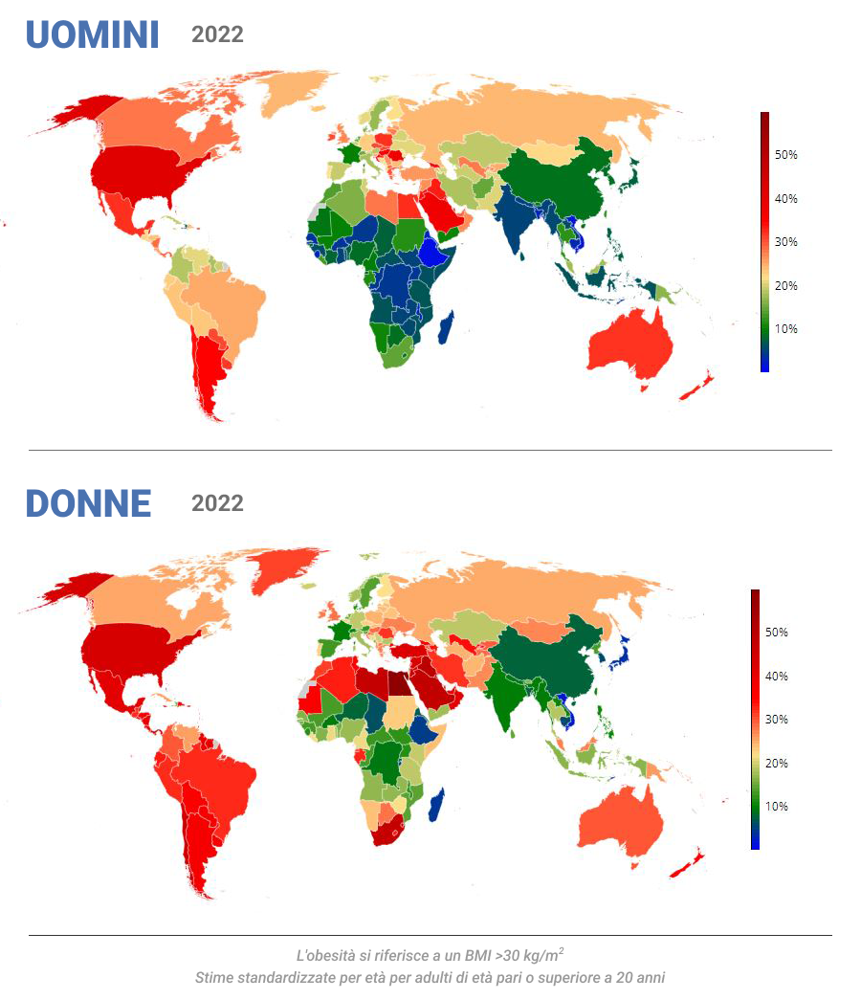 UOMINI 2022
50%
40%
30%
20%
10%
DONNE 2022
50%
40%
30%
20%
10%
L'obesità si riferisce a un BMI >30 kg/m²
Stime standardizzate per età per adulti di età pari o superiore a 20 anni